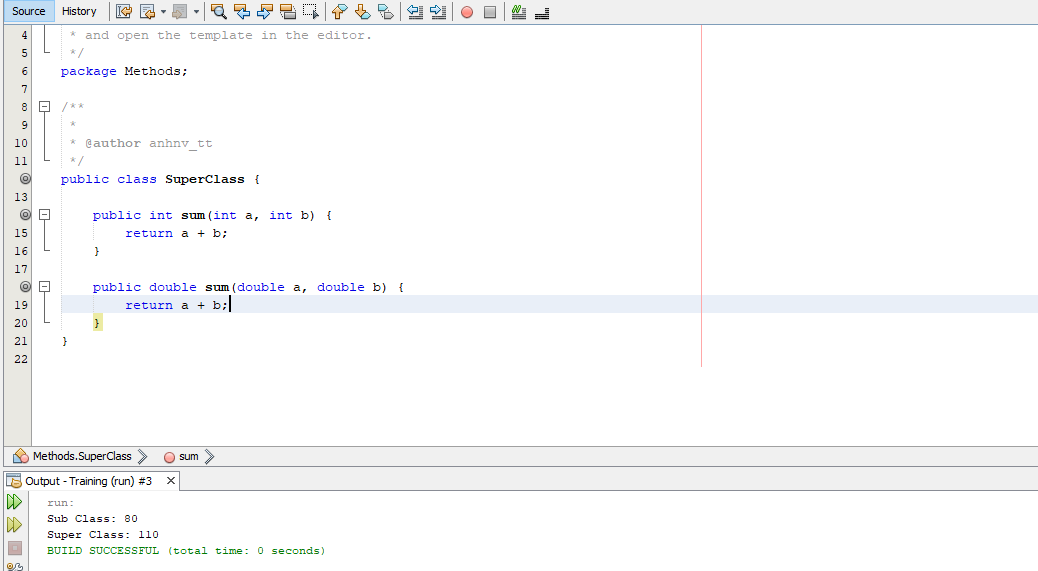 Source History
4 * and open the template in the editor.
5 */
6 package Methods;
7
8 /**
9 *
10 * @author anhnv_tt
11 */
public class SuperClass {
13
public int sum(int a, int b) {
15 return a + b;
16 }
17
public double sum(double a, double b) {
19 return a + b;
20 }
21 }
22
Methods.SuperClass sum
Output - Training (run) #3
run:
Sub Class: 80
Super Class: 110
BUILD SUCCESSFUL (total time: 0 seconds)